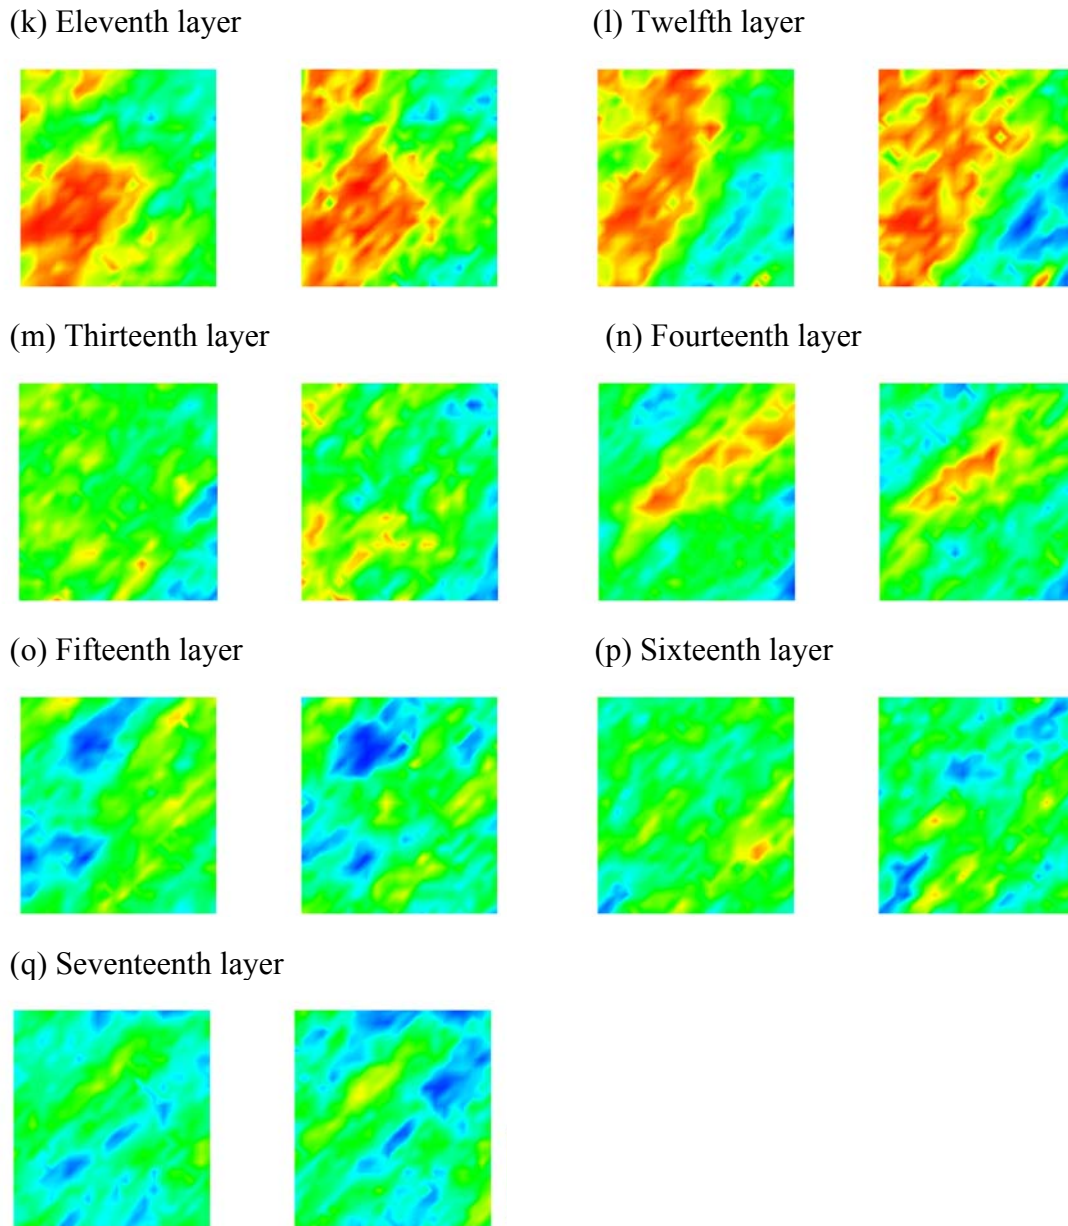 (k) Eleventh layer
(l) Twelfth layer
(m) Thirteenth layer
(n) Fourteenth layer
(o) Fifteenth layer
(p) Sixteenth layer
(q) Seventeenth layer